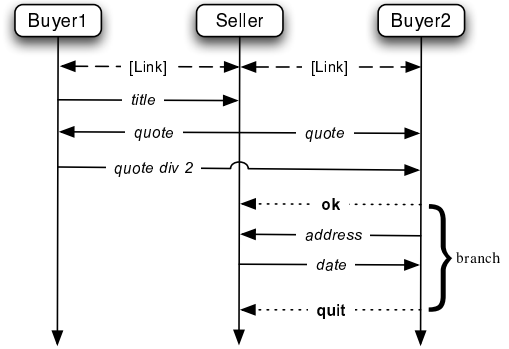 Buyer1 Seller Buyer2
[Link] [Link]
title
quote quote
quote div 2
ok
address
branch
date
quit